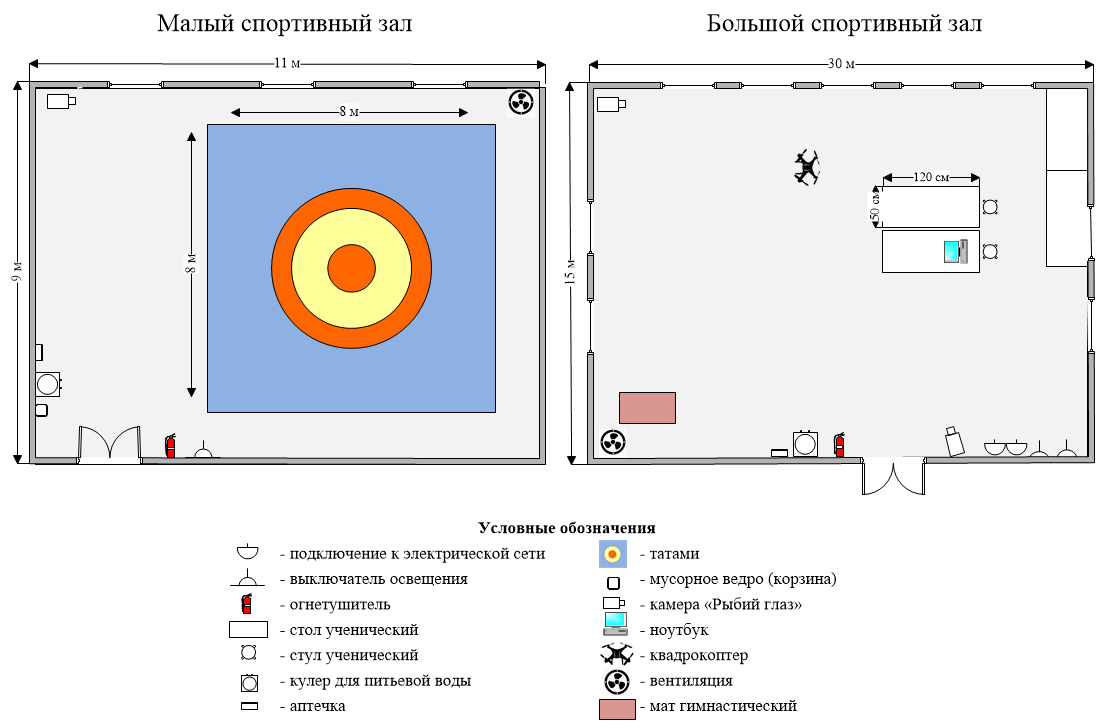 Малый спортивный зал
Большой спортивный зал
11 м
30 м
8 м
120 см
50 см
8 м
9 м
15 м
Условные обозначения
- подключение к электрической сети
- татами
- выключатель освещения
- мусорное ведро (корзина)
- огнетушитель
- камера «Рыбий глаз»
- стол ученический
- ноутбук
- стул ученический
- квадрокоптер
- кулер для питьевой воды
- вентиляция
- аптечка
- мат гимнастический